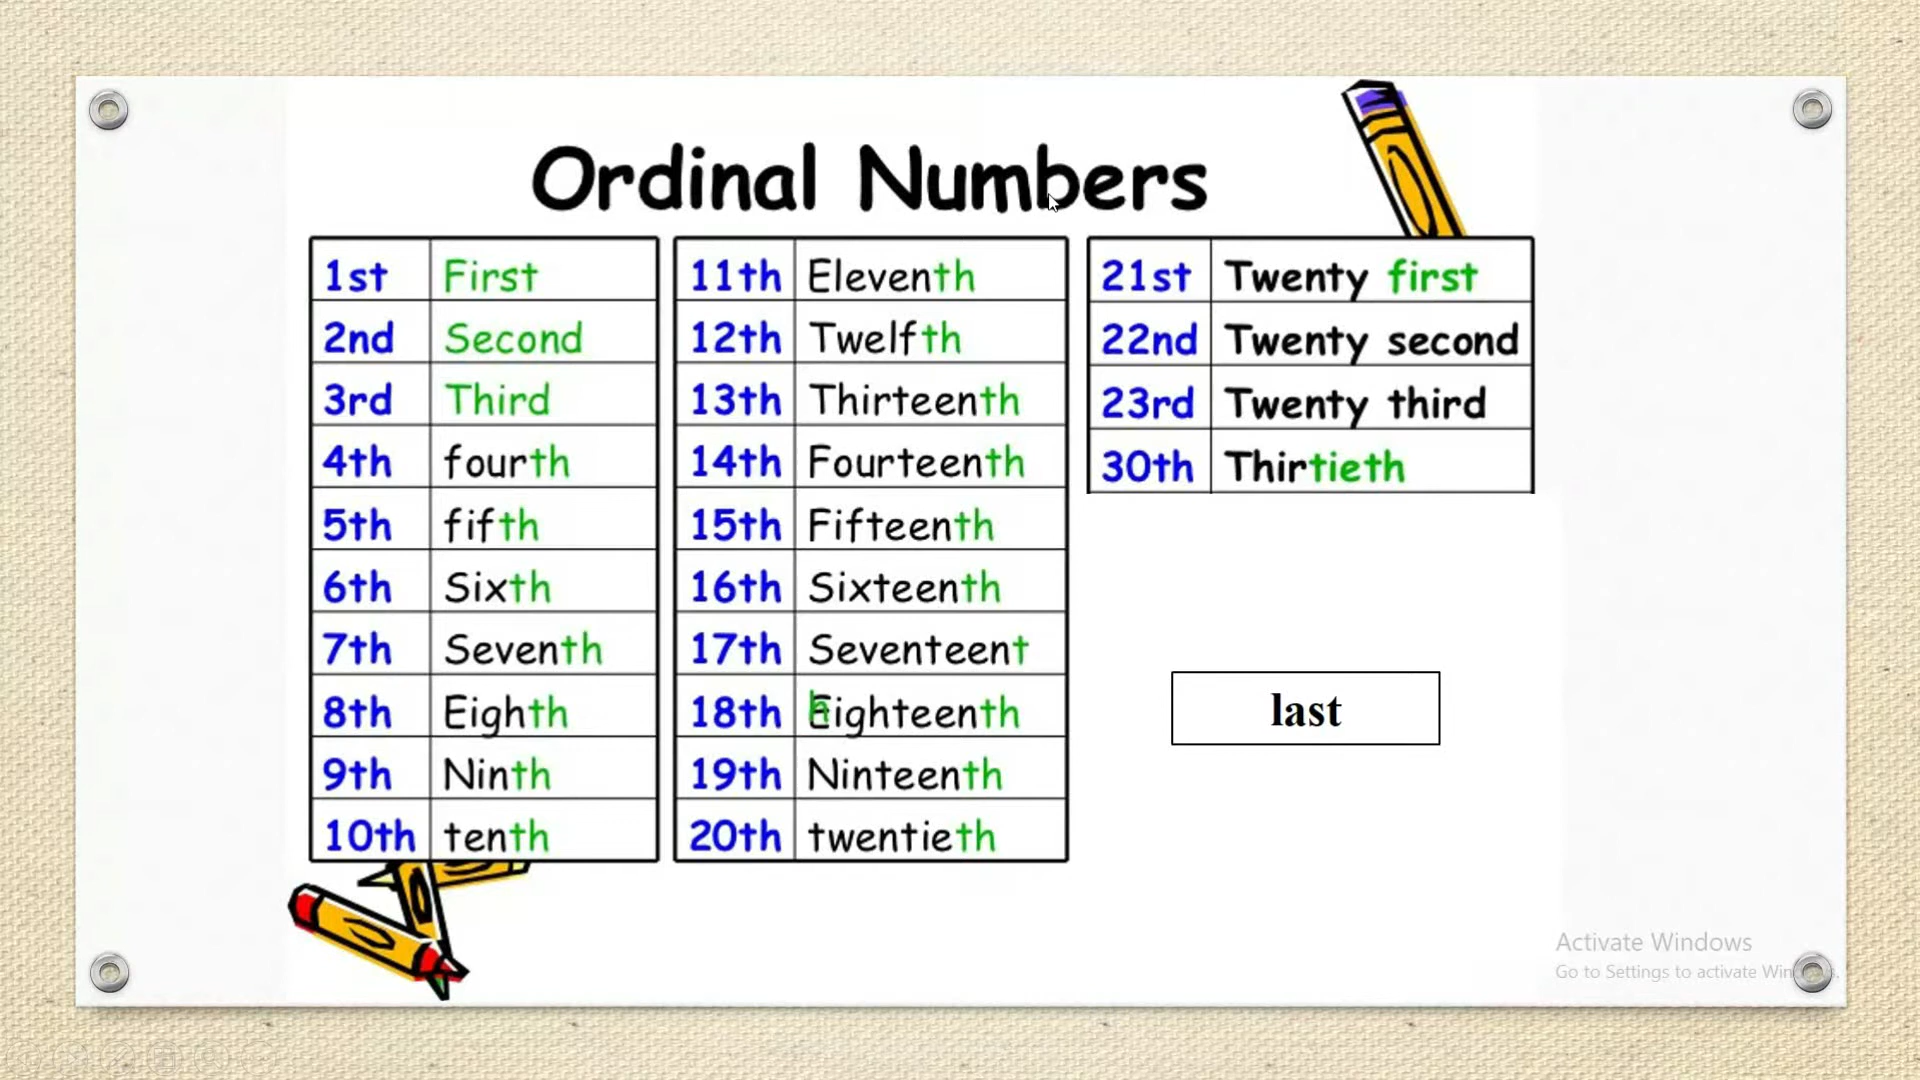 Ordinal Numbers
1st First
2nd Second
3rd Third
4th fourth
5th fifth
6th Sixth
7th Seventh
8th Eighth
9th Ninth
10th tenth
11th Eleventh
12th Twelfth
13th Thirteenth
14th Fourteenth
15th Fifteenth
16th Sixteenth
17th Seventeent
h
18th Eighteenth
19th Ninteenth
20th twentieth
21st Twenty first
22nd Twenty second
23rd Twenty third
30th Thirtieth
last
Activate Windows
Go to Settings to activate Windows.